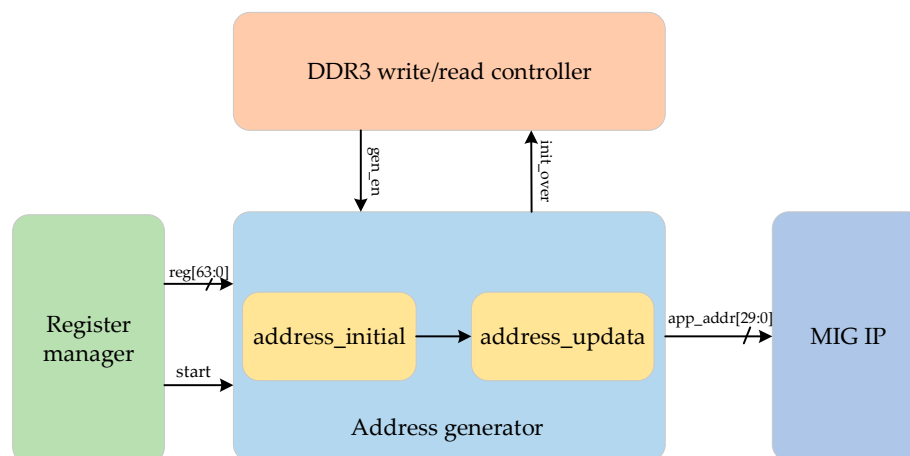 DDR3 write/read controller
gen_en
init_over
reg[63:0]
Register
manager
start
address_initial
address_updata
Address generator
app_addr[29:0]
MIG IP